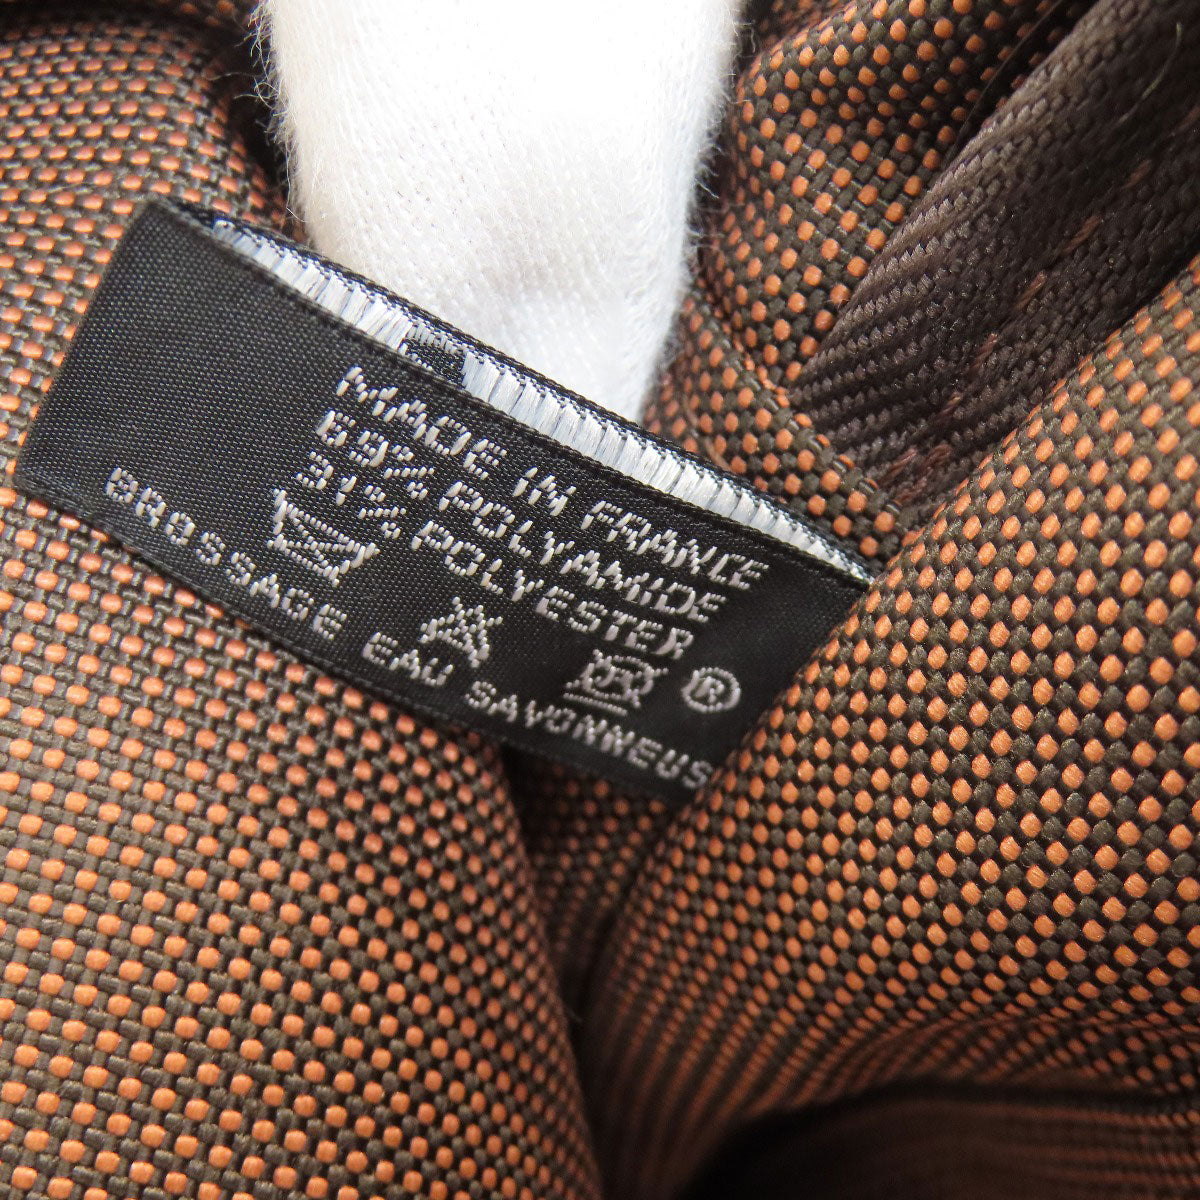 MADE IN FRANCE
69% POLYAMIDE
31% POLYESTER
®
BROSSAGE EAU SAVONNEUS